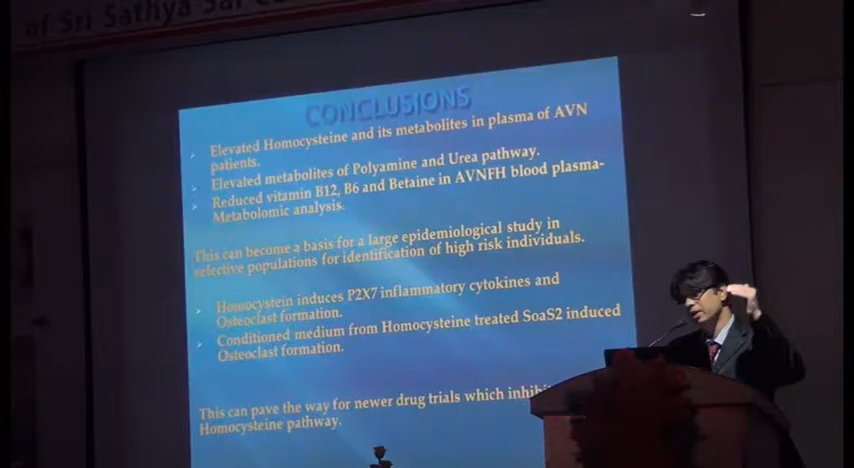 of Sri Sathya Sai
CONCLUSIONS
Elevated Homocysteine and its metabolites in plasma of AVN
patients.
Elevated metabolites of Polyamine and Urea pathway.
Reduced vitamin B12, B6 and Betaine in AVNFH blood plasma-
Metabolomic analysis.
This can become a basis for a large epidemiological study in
selective populations for identification of high risk individuals.
Homocystein induces P2X7 inflammatory cytokines and
Osteoclast formation.
Conditioned medium from Homocysteine treated SoaS2 induced
Osteoclast formation.
This can pave the way for newer drug trials which
Homocysteine pathway.